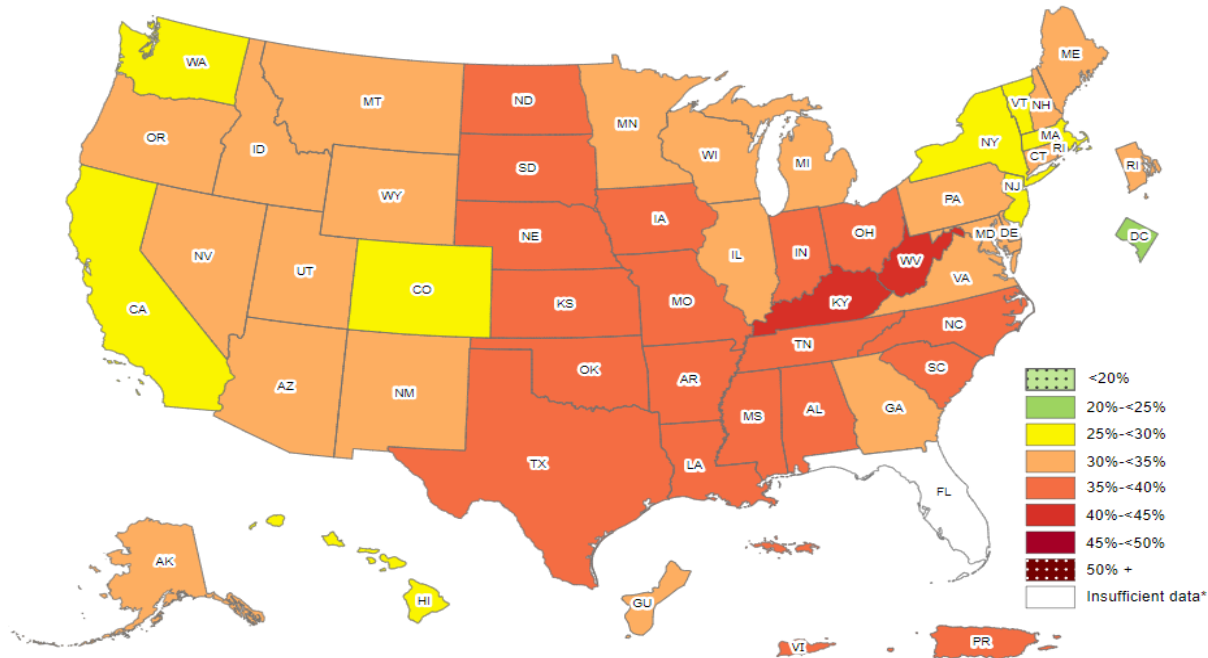 WA
MT
ND
MN
ME
VT
NH
OR
ID
SD
WI
MI
NY
MA
RI
CT
RI
WY
IA
PA
NJ
NE
OH
MD
DE
DC
NV
UT
CO
IL
IN
WV
VA
CA
KS
MO
KY
NC
TN
AZ
NM
OK
AR
SC
MS
AL
GA
TX
LA
FL
AK
HI
GU
VI
PR
<20%
20%-<25%
25%-<30%
30%-<35%
35%-<40%
40%-<45%
45%-<50%
50% +
Insufficient data*